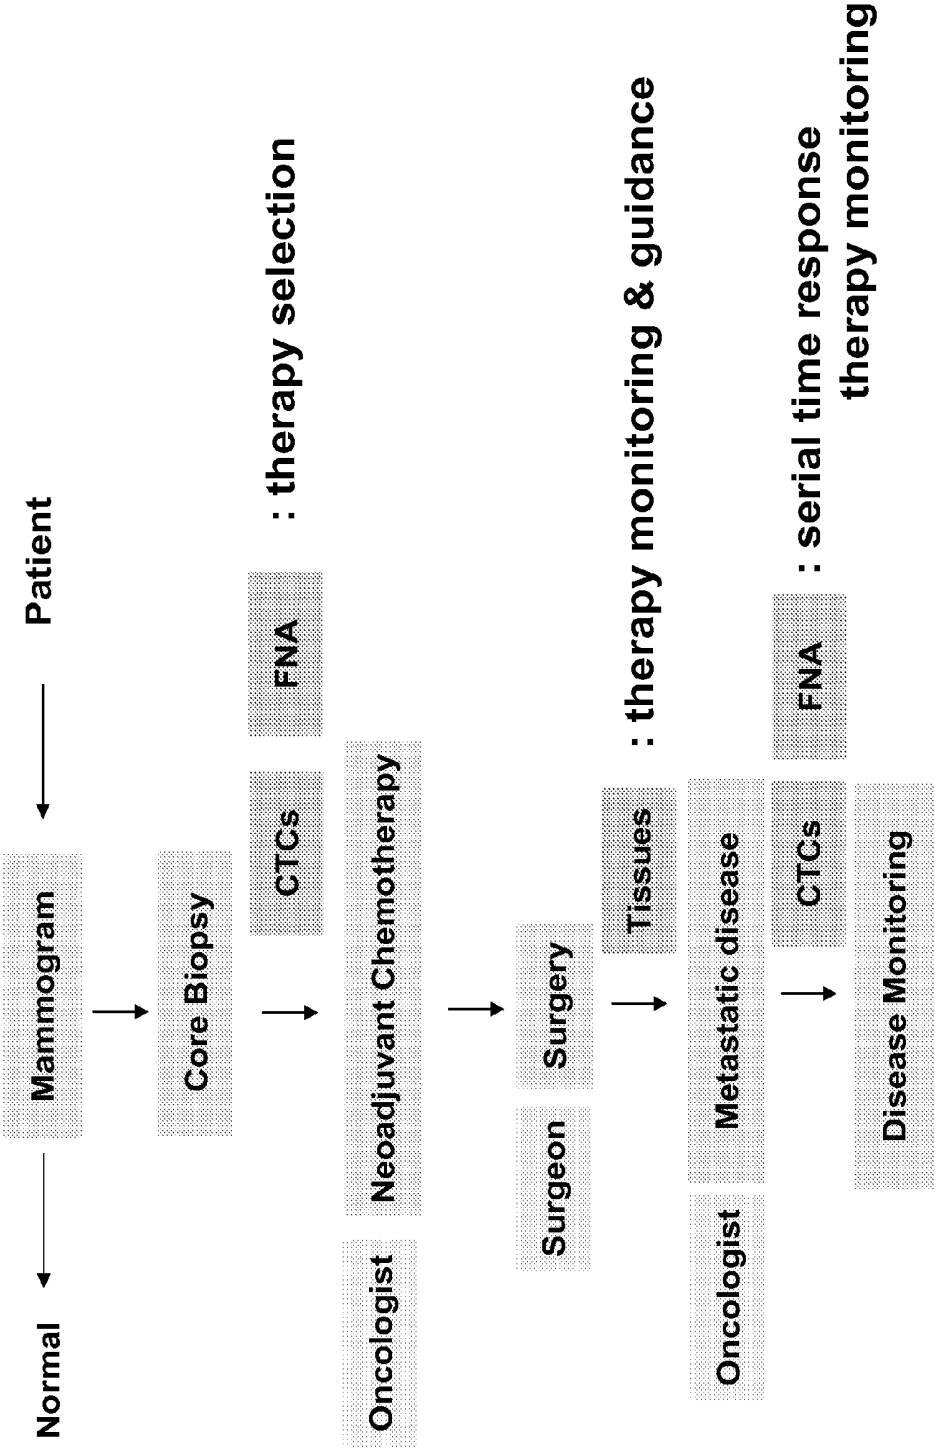 Normal
Mammogram
Patient
Core Biopsy
CTCs
FNA
: therapy selection
Oncologist
Neoadjuvant Chemotherapy
Surgeon
Surgery
Tissues
: therapy monitoring & guidance
Oncologist
Metastatic disease
CTCs
FNA
: serial time response
therapy monitoring
Disease Monitoring